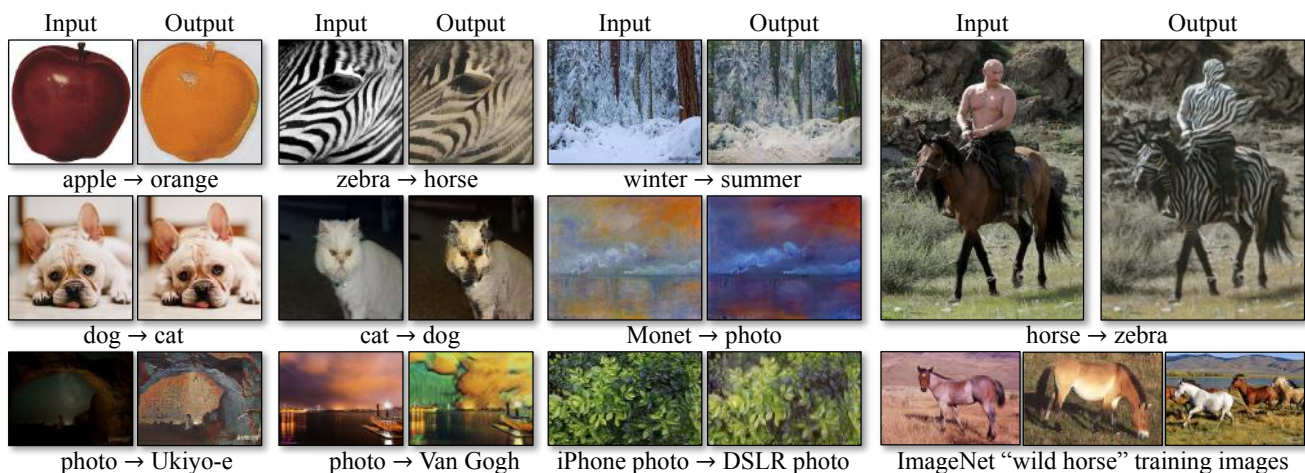 Input Output Input Output Input Output Input Output
apple → orange zebra → horse winter → summer
dog → cat cat → dog Monet → photo horse → zebra
photo → Ukiyo-e photo → Van Gogh iPhone photo → DSLR photo ImageNet “wild horse” training images